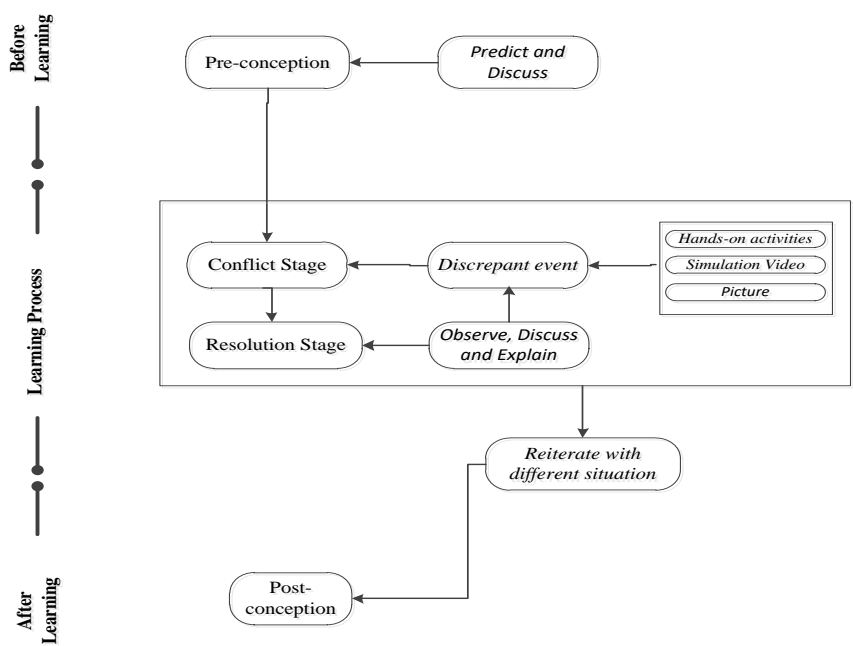 Before
Learning
Pre-conception
Predict and
Discuss
Learning Process
Conflict Stage
Discrepant event
Hands-on activities
Simulation Video
Picture
Resolution Stage
Observe, Discuss
and Explain
Reiterate with
different situation
After
Learning
Post-
conception